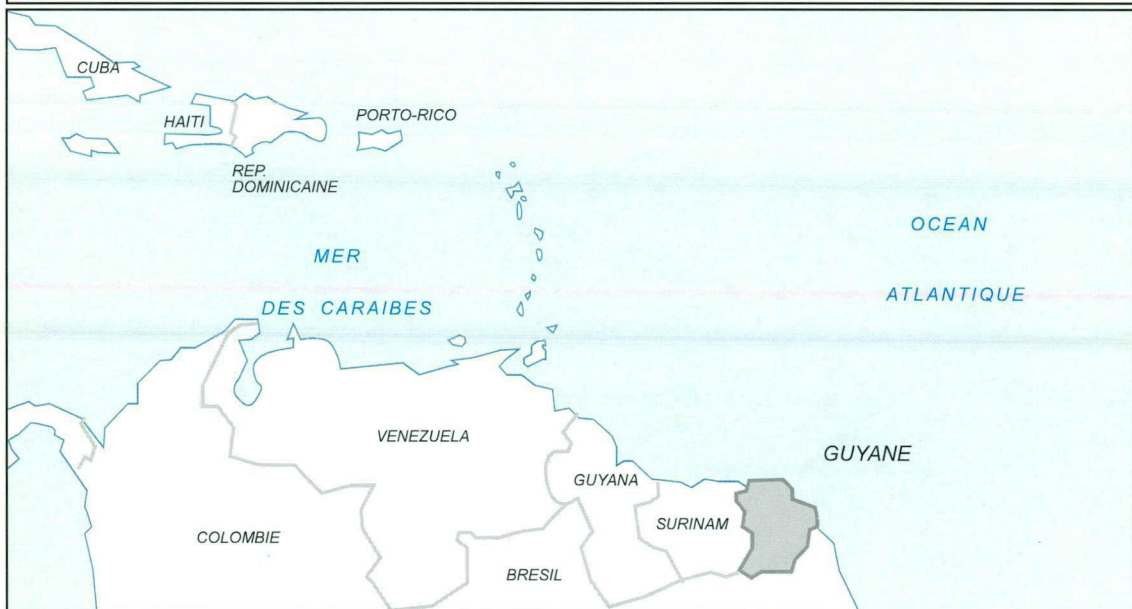 CUBA
HAITI
PORTO-RICO
REP.
DOMINICAINE
OCEAN
MER
ATLANTIQUE
DES CARAIBES
VENEZUELA
GUYANE
GUYANA
SURINAM
COLOMBIE
BRESIL